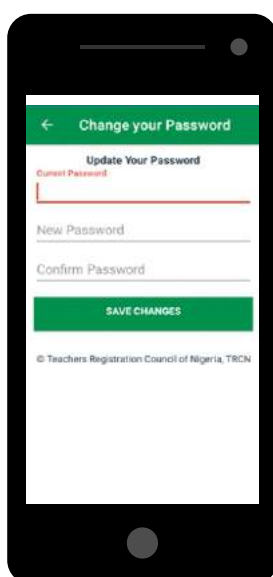 Change your Password
Update Your Password
Current Password
New Password
Confirm Password
SAVE CHANGES
© Teachers Registration Council of Nigeria, TRCN